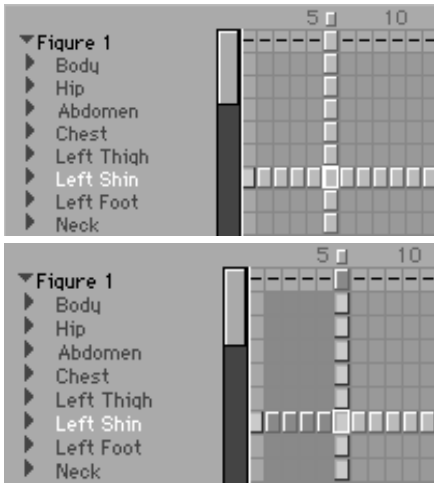 5 10
Figure 1
Body
Hip
Abdomen
Chest
Left Thigh
Left Shin
Left Foot
Neck
5 10
Figure 1
Body
Hip
Abdomen
Chest
Left Thigh
Left Shin
Left Foot
Neck